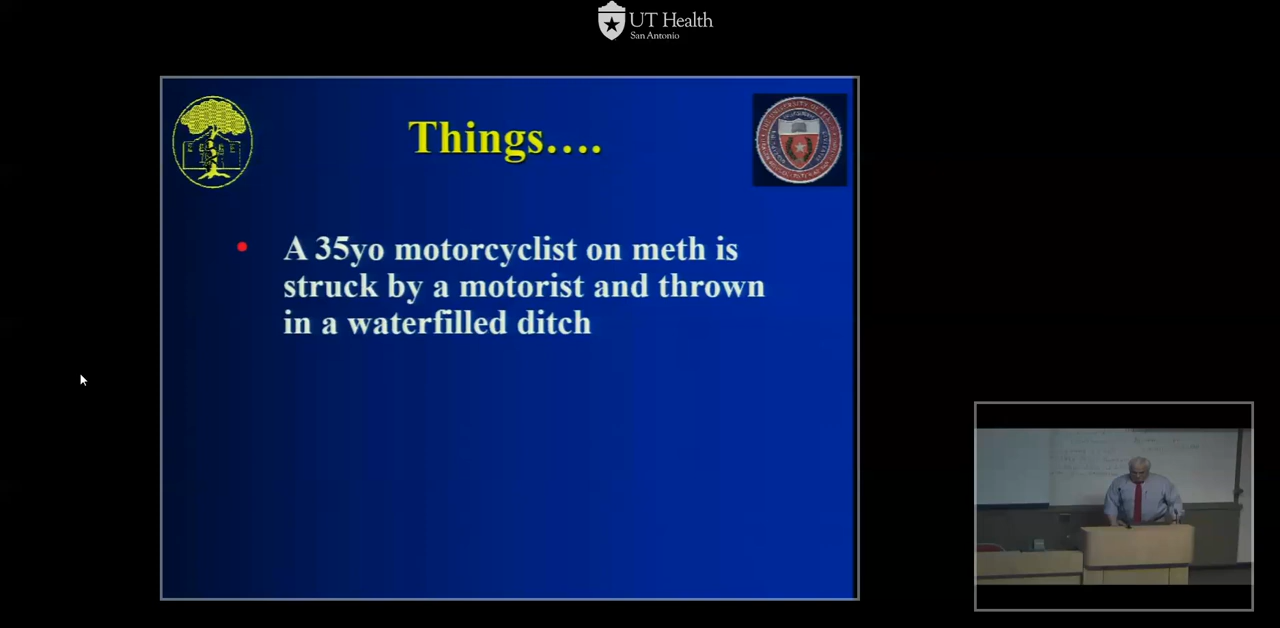 UT Health
San Antonio
Things….
• A 35yo motorcyclist on meth is
struck by a motorist and thrown
in a waterfilled ditch